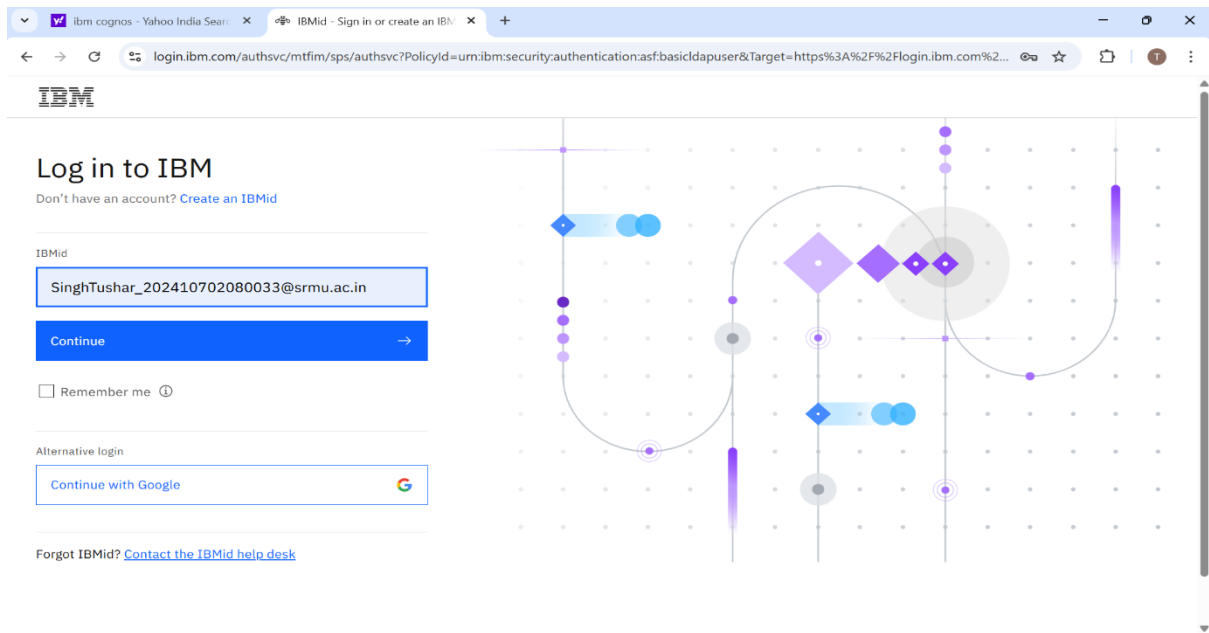 ibm cognos - Yahoo India Searc
IBMid - Sign in or create an IBM
login.ibm.com/authsvc/mtfim/sps/authsvc?PolicyId=urn:ibm:security:authentication:asf:basicldapuser&Target=https%3A%2F%2Flogin.ibm.com%2...
T
IBM
Log in to IBM
Don't have an account? Create an IBMid
IBMid
SinghTushar_202410702080033@srmu.ac.in
Continue
Remember me
Alternative login
Continue with Google
Forgot IBMid? Contact the IBMid help desk